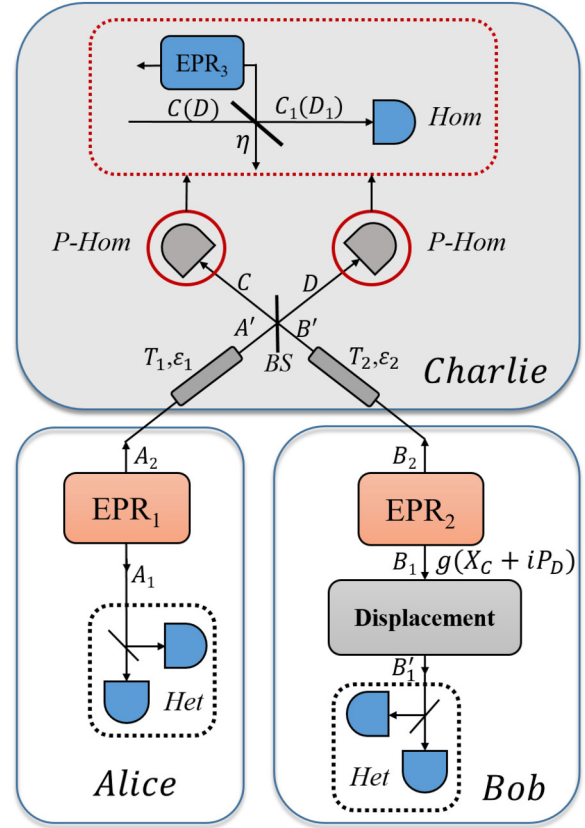 EPR₃
C(D)
C₁(D₁)
Hom
η
P-Hom
P-Hom
C
D
A′
B′
T₁,ε₁
BS
T₂,ε₂
Charlie
A₂
B₂
EPR₁
EPR₂
A₁
B₁
g(X_C + iP_D)
Displacement
B′₁
Het
Het
Alice
Bob